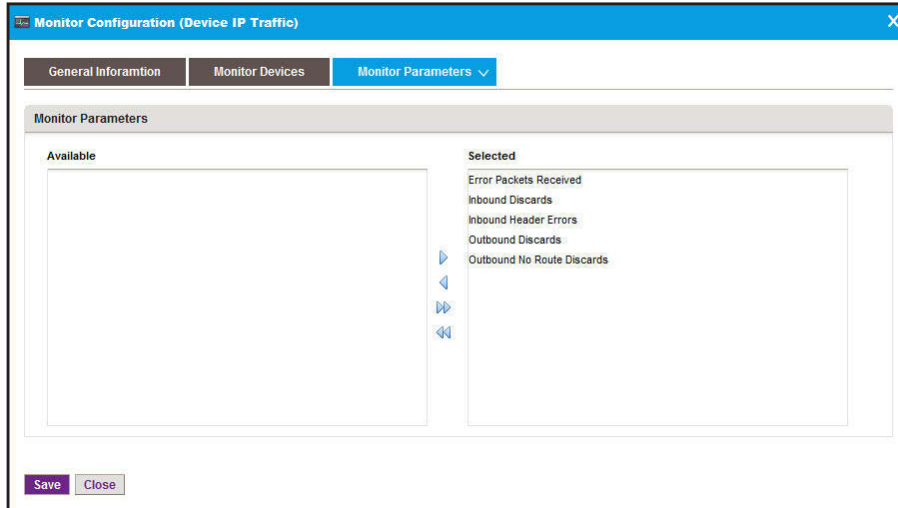 Monitor Configuration (Device IP Traffic)
General Inforamtion
Monitor Devices
Monitor Parameters
Monitor Parameters
Available
Selected
Error Packets Received
Inbound Discards
Inbound Header Errors
Outbound Discards
Outbound No Route Discards
Save
Close